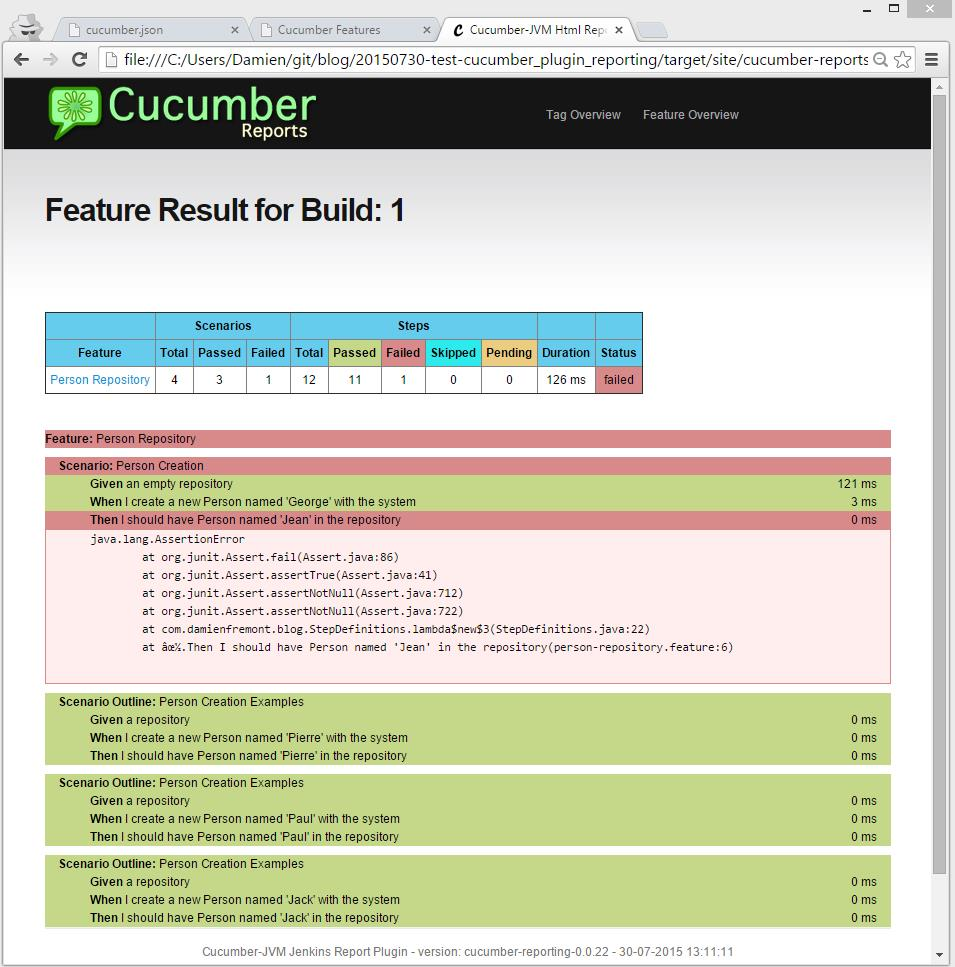 cucumber.json
Cucumber Features
Cucumber-JVM Html Rep
file:///C:/Users/Damien/git/blog/20150730-test-cucumber_plugin_reporting/target/site/cucumber-reports
Cucumber
Reports
Tag Overview Feature Overview
Feature Result for Build: 1
Scenarios Steps
Feature Total Passed Failed Total Passed Failed Skipped Pending Duration Status
Person Repository 4 3 1 12 11 1 0 0 126 ms failed
Feature: Person Repository
Scenario: Person Creation
Given an empty repository 121 ms
When I create a new Person named 'George' with the system 3 ms
Then I should have Person named 'Jean' in the repository 0 ms
java.lang.AssertionError
at org.junit.Assert.fail(Assert.java:86)
at org.junit.Assert.assertTrue(Assert.java:41)
at org.junit.Assert.assertNotNull(Assert.java:712)
at org.junit.Assert.assertNotNull(Assert.java:722)
at com.damienfremont.blog.StepDefinitions.lambda$new$3(StepDefinitions.java:22)
at âœ½.Then I should have Person named 'Jean' in the repository(person-repository.feature:6)
Scenario Outline: Person Creation Examples
Given a repository 0 ms
When I create a new Person named 'Pierre' with the system 0 ms
Then I should have Person named 'Pierre' in the repository 0 ms
Scenario Outline: Person Creation Examples
Given a repository 0 ms
When I create a new Person named 'Paul' with the system 0 ms
Then I should have Person named 'Paul' in the repository 0 ms
Scenario Outline: Person Creation Examples
Given a repository 0 ms
When I create a new Person named 'Jack' with the system 0 ms
Then I should have Person named 'Jack' in the repository 0 ms
Cucumber-JVM Jenkins Report Plugin - version: cucumber-reporting-0.0.22 - 30-07-2015 13:11:11